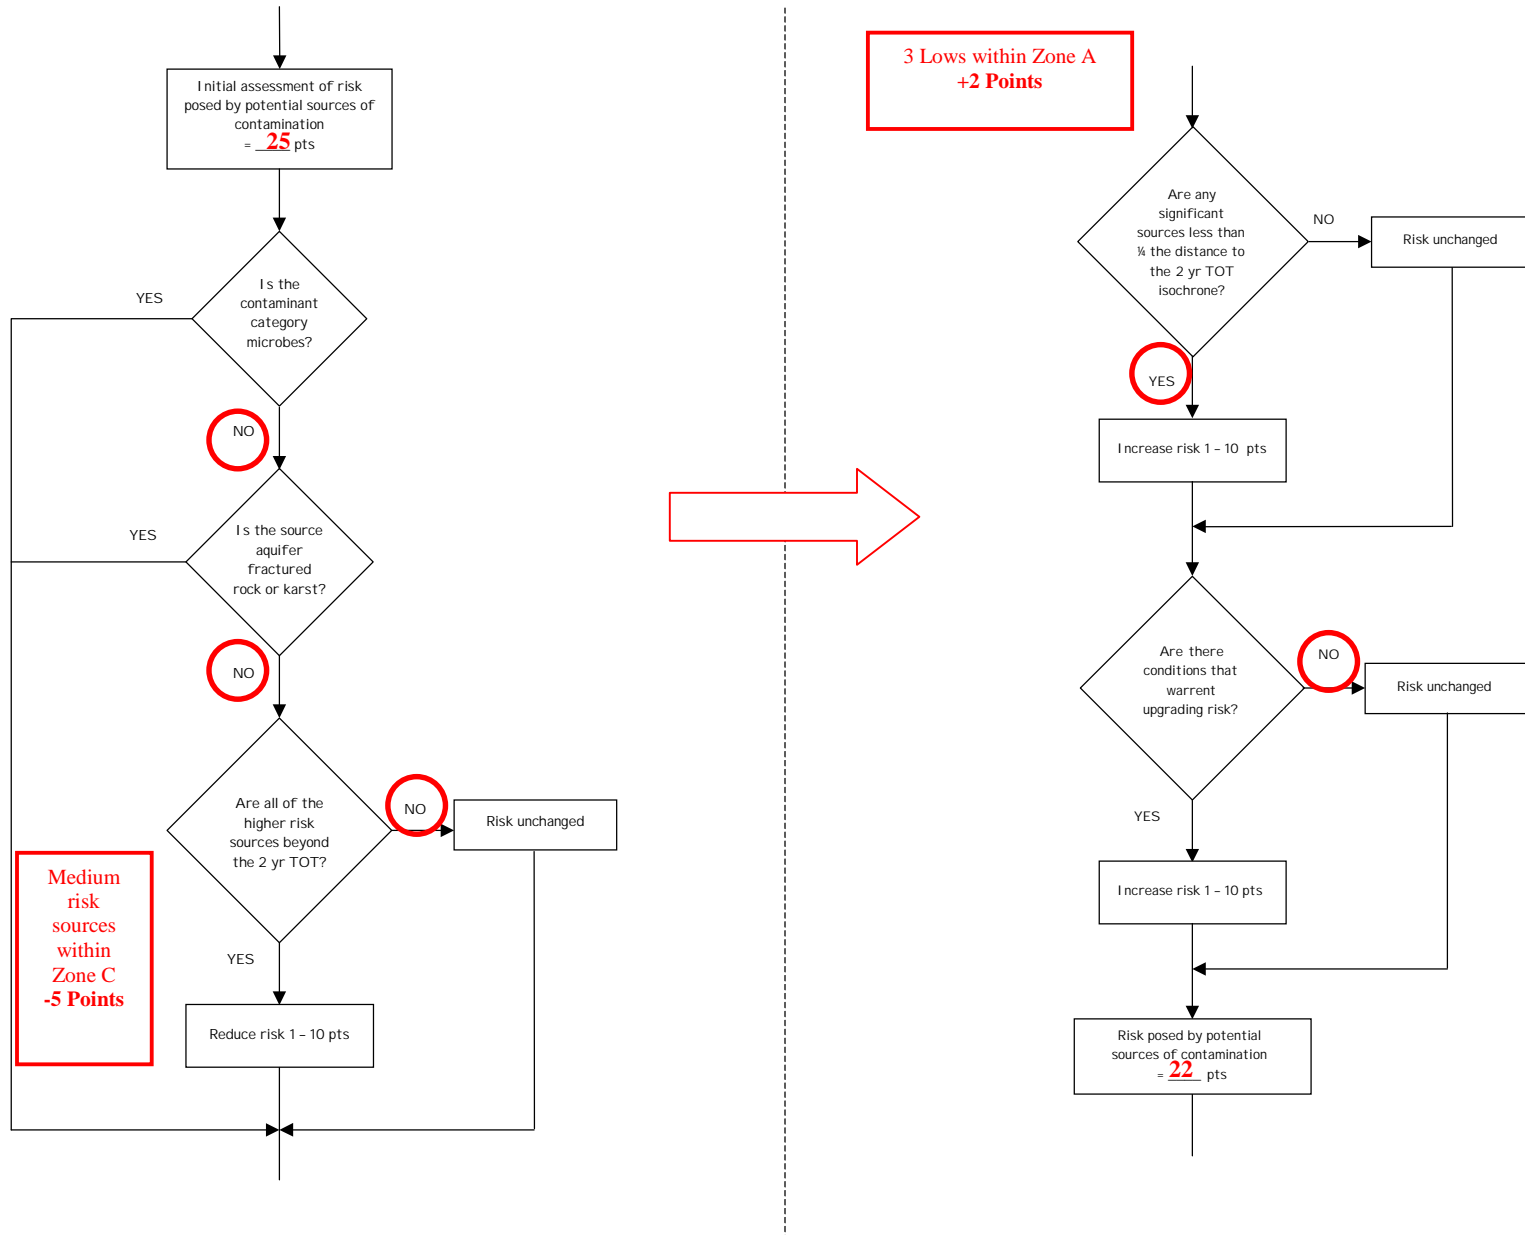 Initial assessment of risk
posed by potential sources of
contamination
= 25 pts
Is the
contaminant
category
microbes?
YES
NO
Is the source
aquifer
fractured
rock or karst?
YES
NO
Are all of the
higher risk
sources beyond
the 2 yr TOT?
NO
Risk unchanged
YES
Medium
risk
sources
within
Zone C
-5 Points
Reduce risk 1 – 10 pts
3 Lows within Zone A
+2 Points
Are any
significant
sources less than
¼ the distance to
the 2 yr TOT
isochrone?
NO
Risk unchanged
YES
Increase risk 1 – 10 pts
Are there
conditions that
warrent
upgrading risk?
NO
Risk unchanged
YES
Increase risk 1 – 10 pts
Risk posed by potential
sources of contamination
= 22 pts